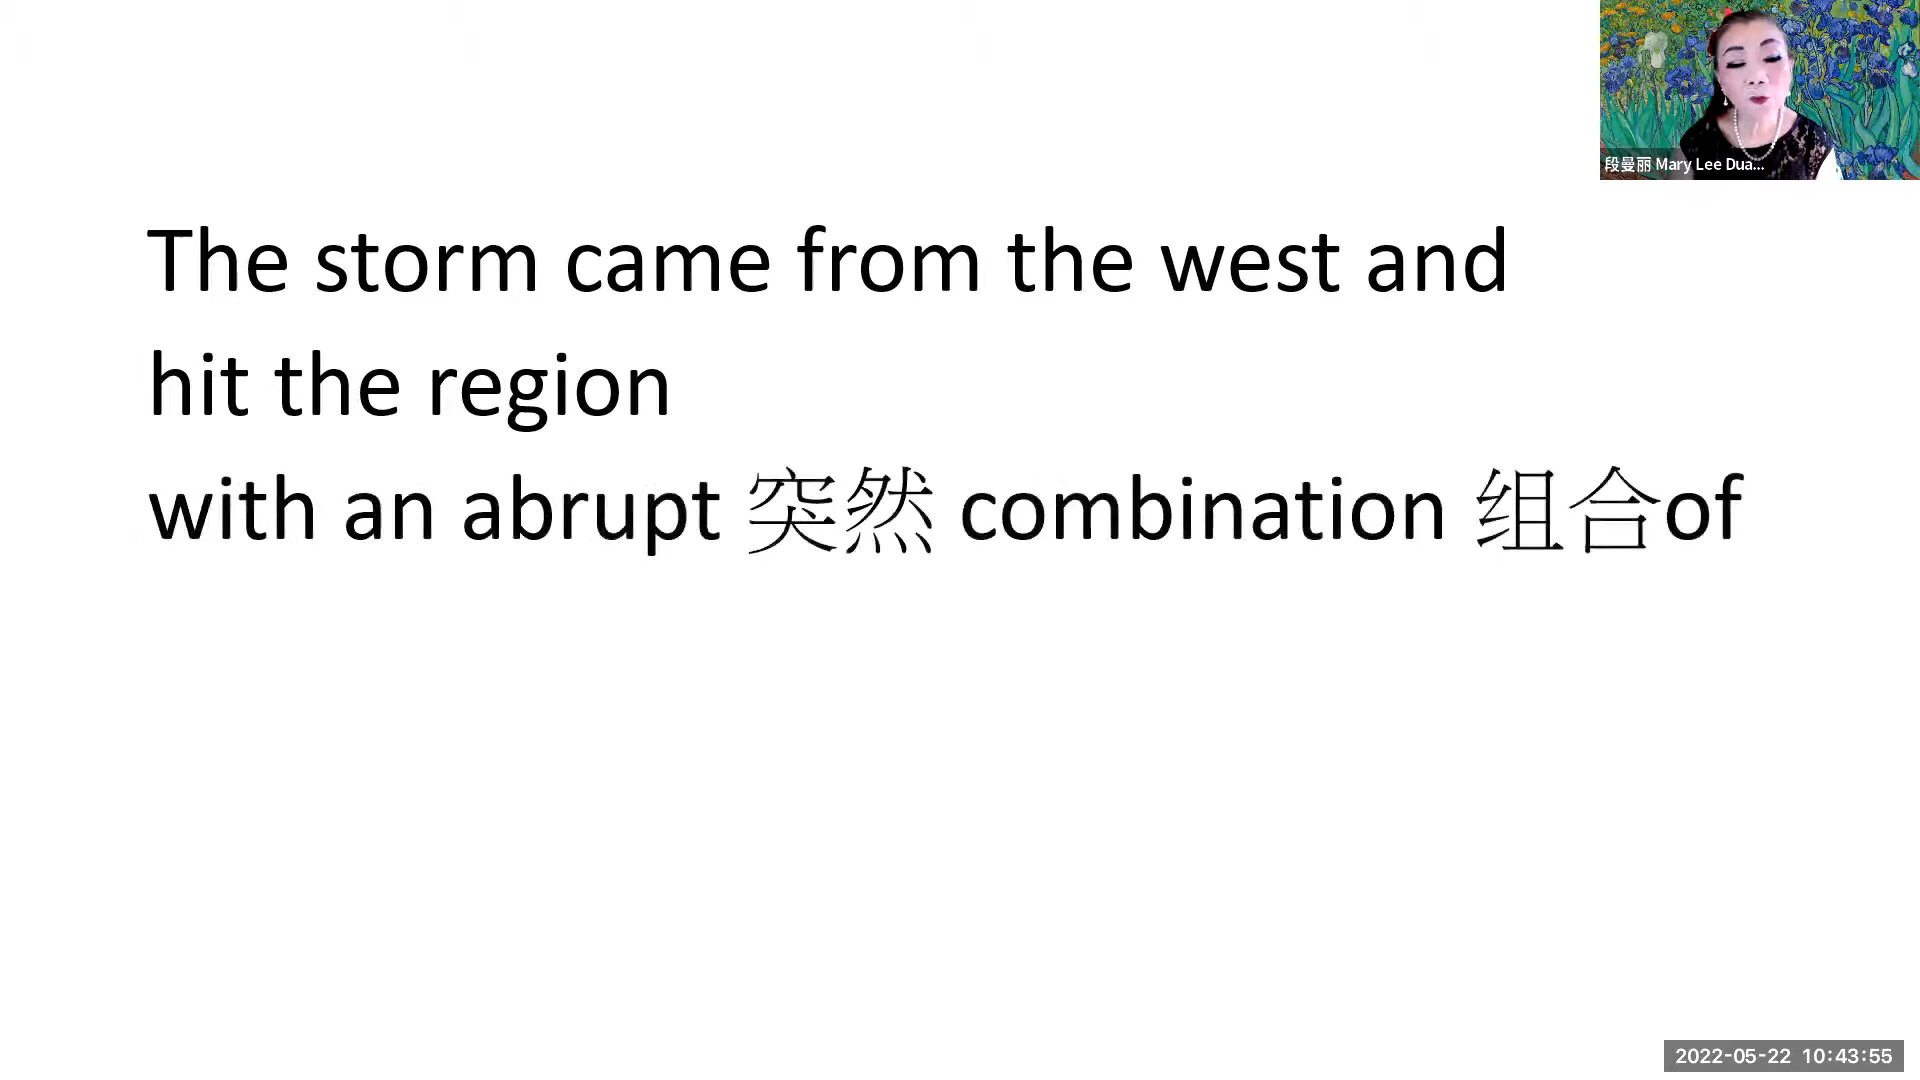 段曼丽 Mary Lee Dua...
The storm came from the west and
hit the region
with an abrupt 突然 combination 组合of
2022-05-22 10:43:55